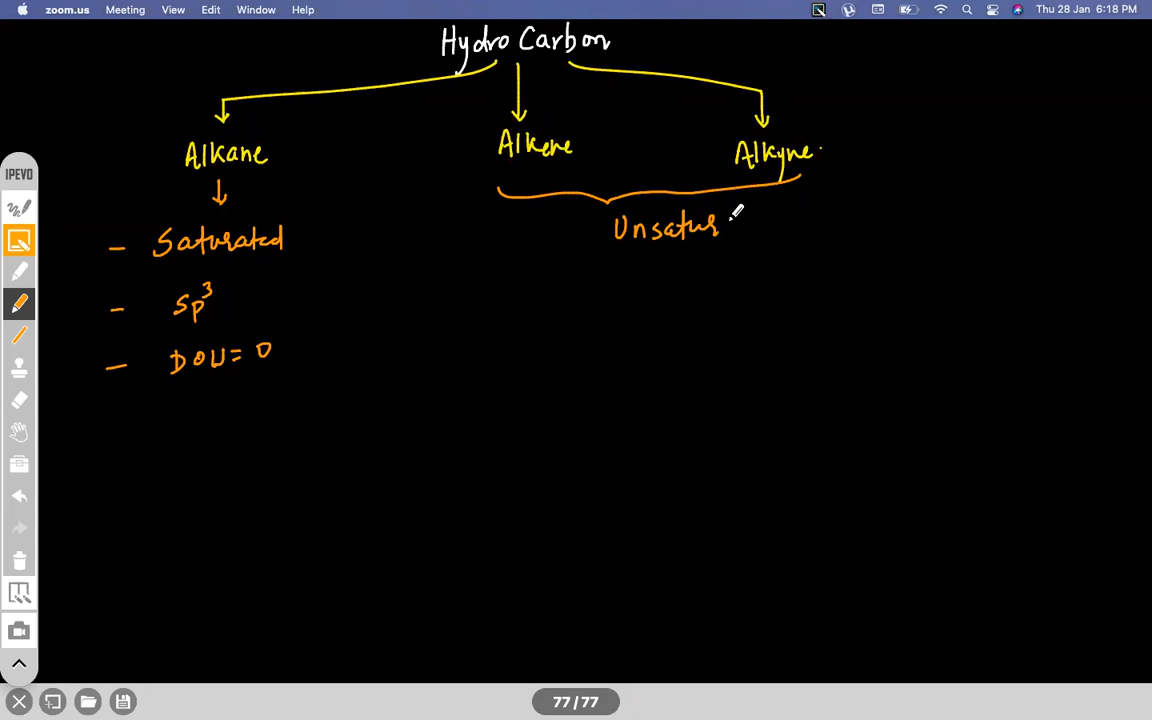 zoom.us Meeting View Edit Window Help Thu 28 Jan 6:18 PM
Hydro Carbon
Alkane Alkene Alkyne
IPEVO
Unsatur
- Saturated
- Sp³
- DOU = 0
77/77